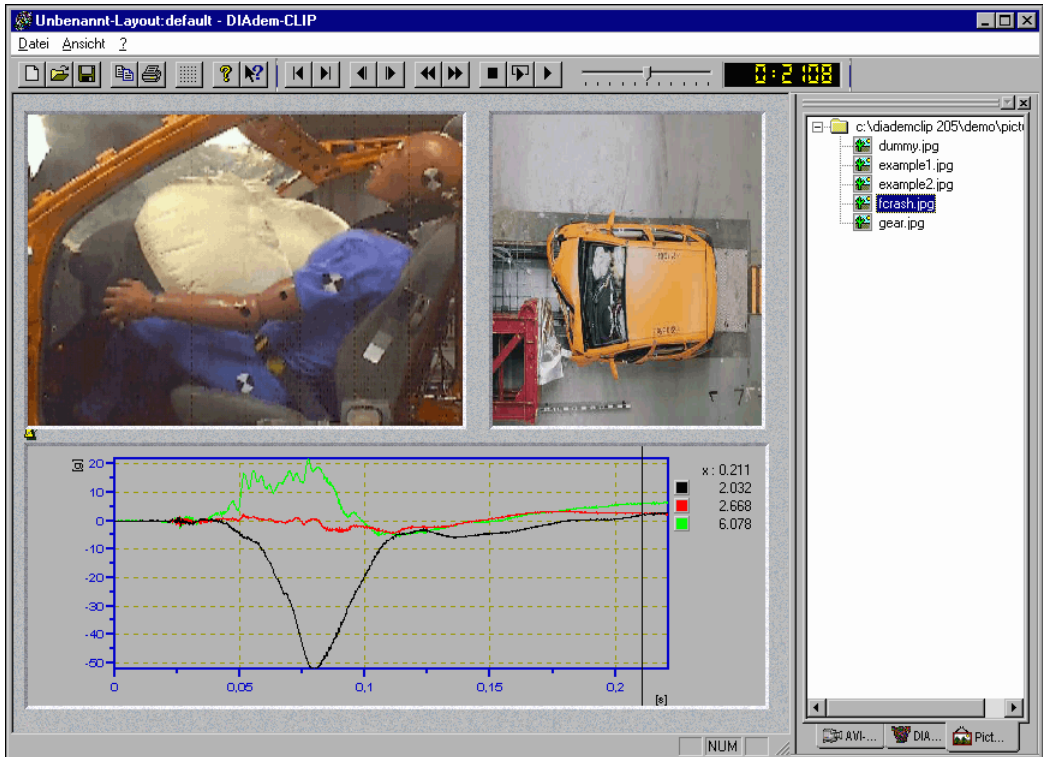 Unbenannt-Layout:default - DIAdem-CLIP
Datei Ansicht ?
0:2108
c:\diademclip 205\demo\pictu
dummy.jpg
example1.jpg
example2.jpg
fcrash.jpg
gear.jpg
[g]
20
10
0
-10
-20
-30
-40
-50
0 0,05 0,1 0,15 0,2
[s]
x : 0.211
2.032
2.668
6.078
AVI-... DIA... Pict...
NUM